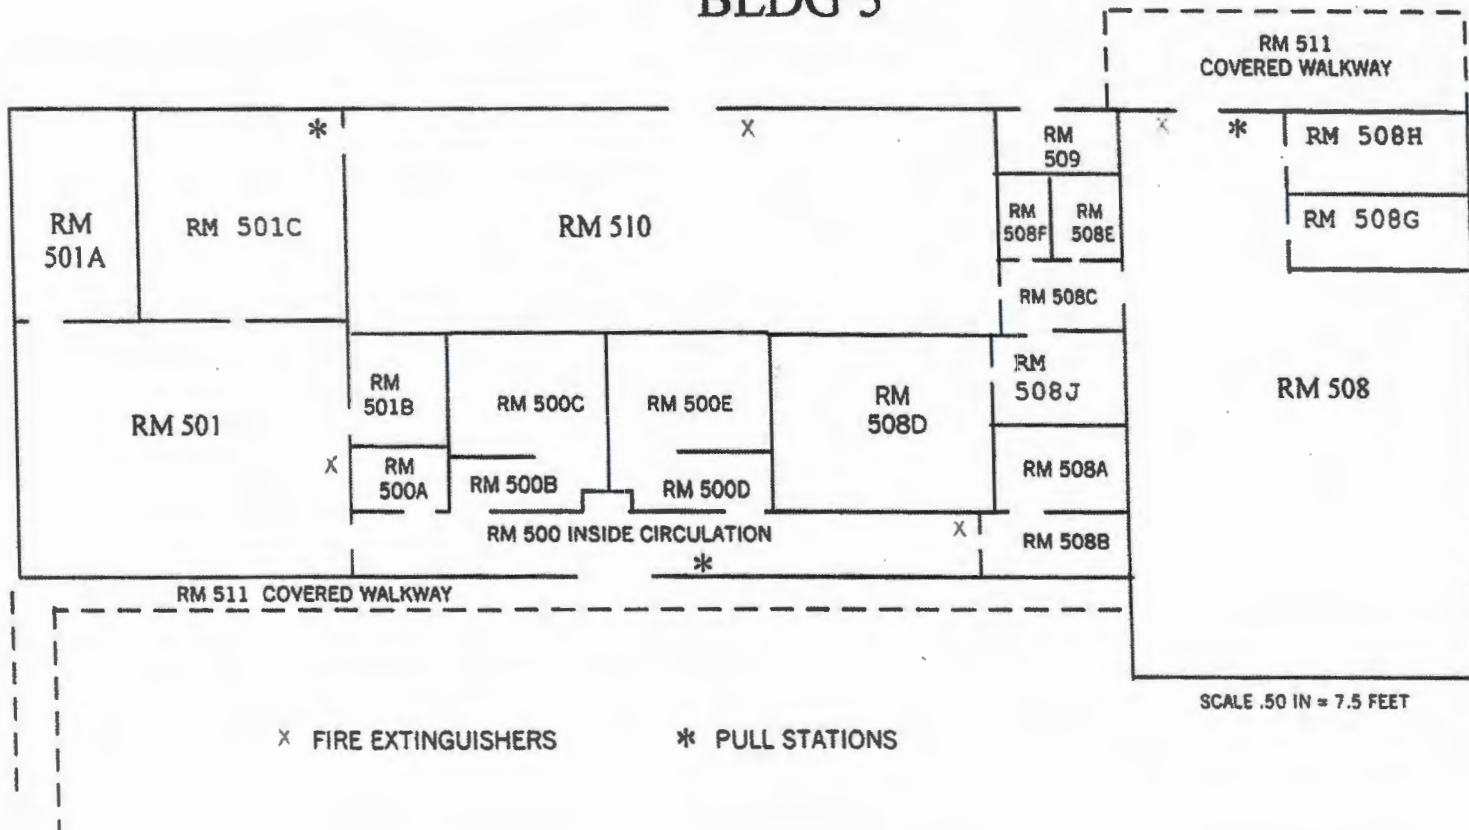 BLDG 5
RM 511
COVERED WALKWAY
RM
509
RM 508H
RM
501A
RM 501C
RM 510
RM
508F
RM
508E
RM 508G
RM 508C
RM 501
RM
501B
RM 500C
RM 500E
RM
508D
RM
508J
RM 508
RM
500A
RM 500B
RM 500D
RM 508A
RM 500 INSIDE CIRCULATION
RM 508B
RM 511 COVERED WALKWAY
SCALE .50 IN = 7.5 FEET
X FIRE EXTINGUISHERS
* PULL STATIONS